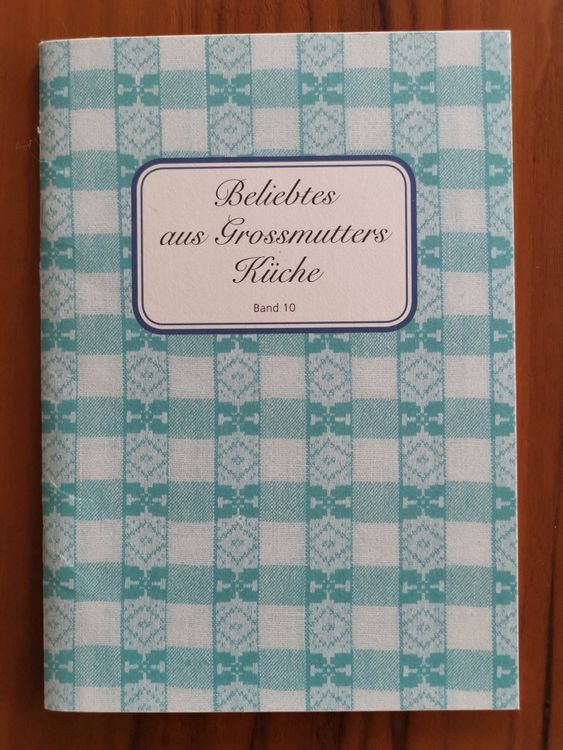 Beliebtes
aus Grossmutters
Küche
Band 10